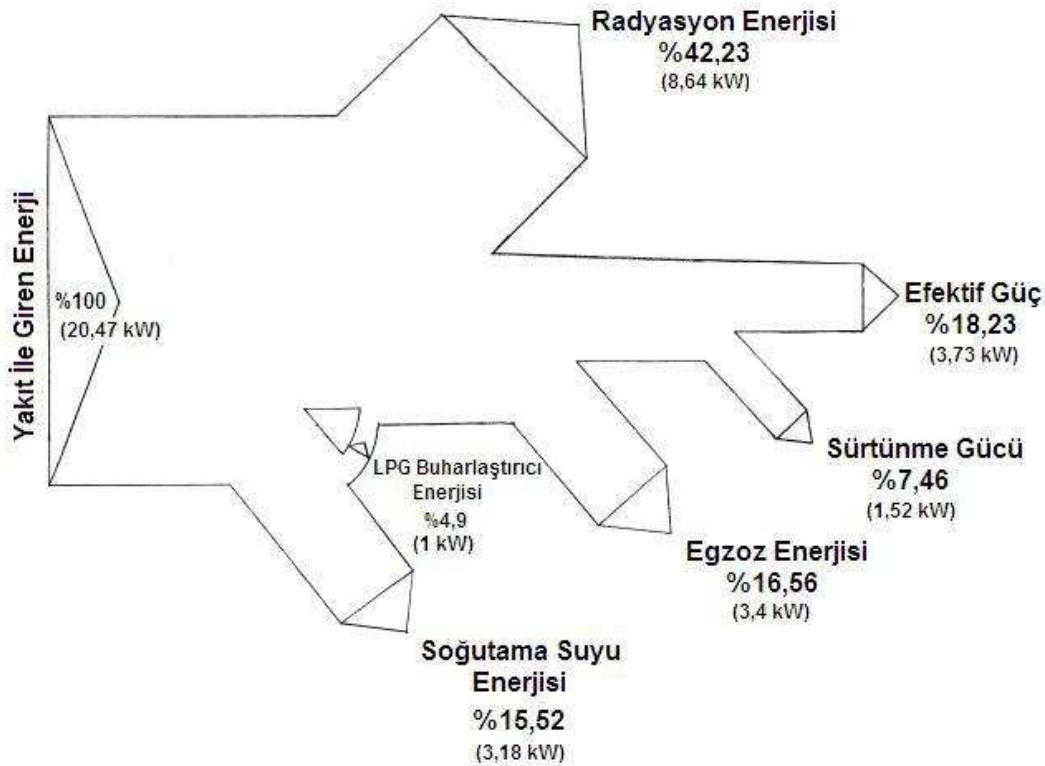 Radyasyon Enerjisi
%42,23
(8,64 kW)
Yakıt İle Giren Enerji
%100
(20,47 kW)
Efektif Güç
%18,23
(3,73 kW)
Sürtünme Gücü
%7,46
(1,52 kW)
LPG Buharlaştırıcı
Enerjisi
%4,9
(1 kW)
Egzoz Enerjisi
%16,56
(3,4 kW)
Soğutama Suyu
Enerjisi
%15,52
(3,18 kW)